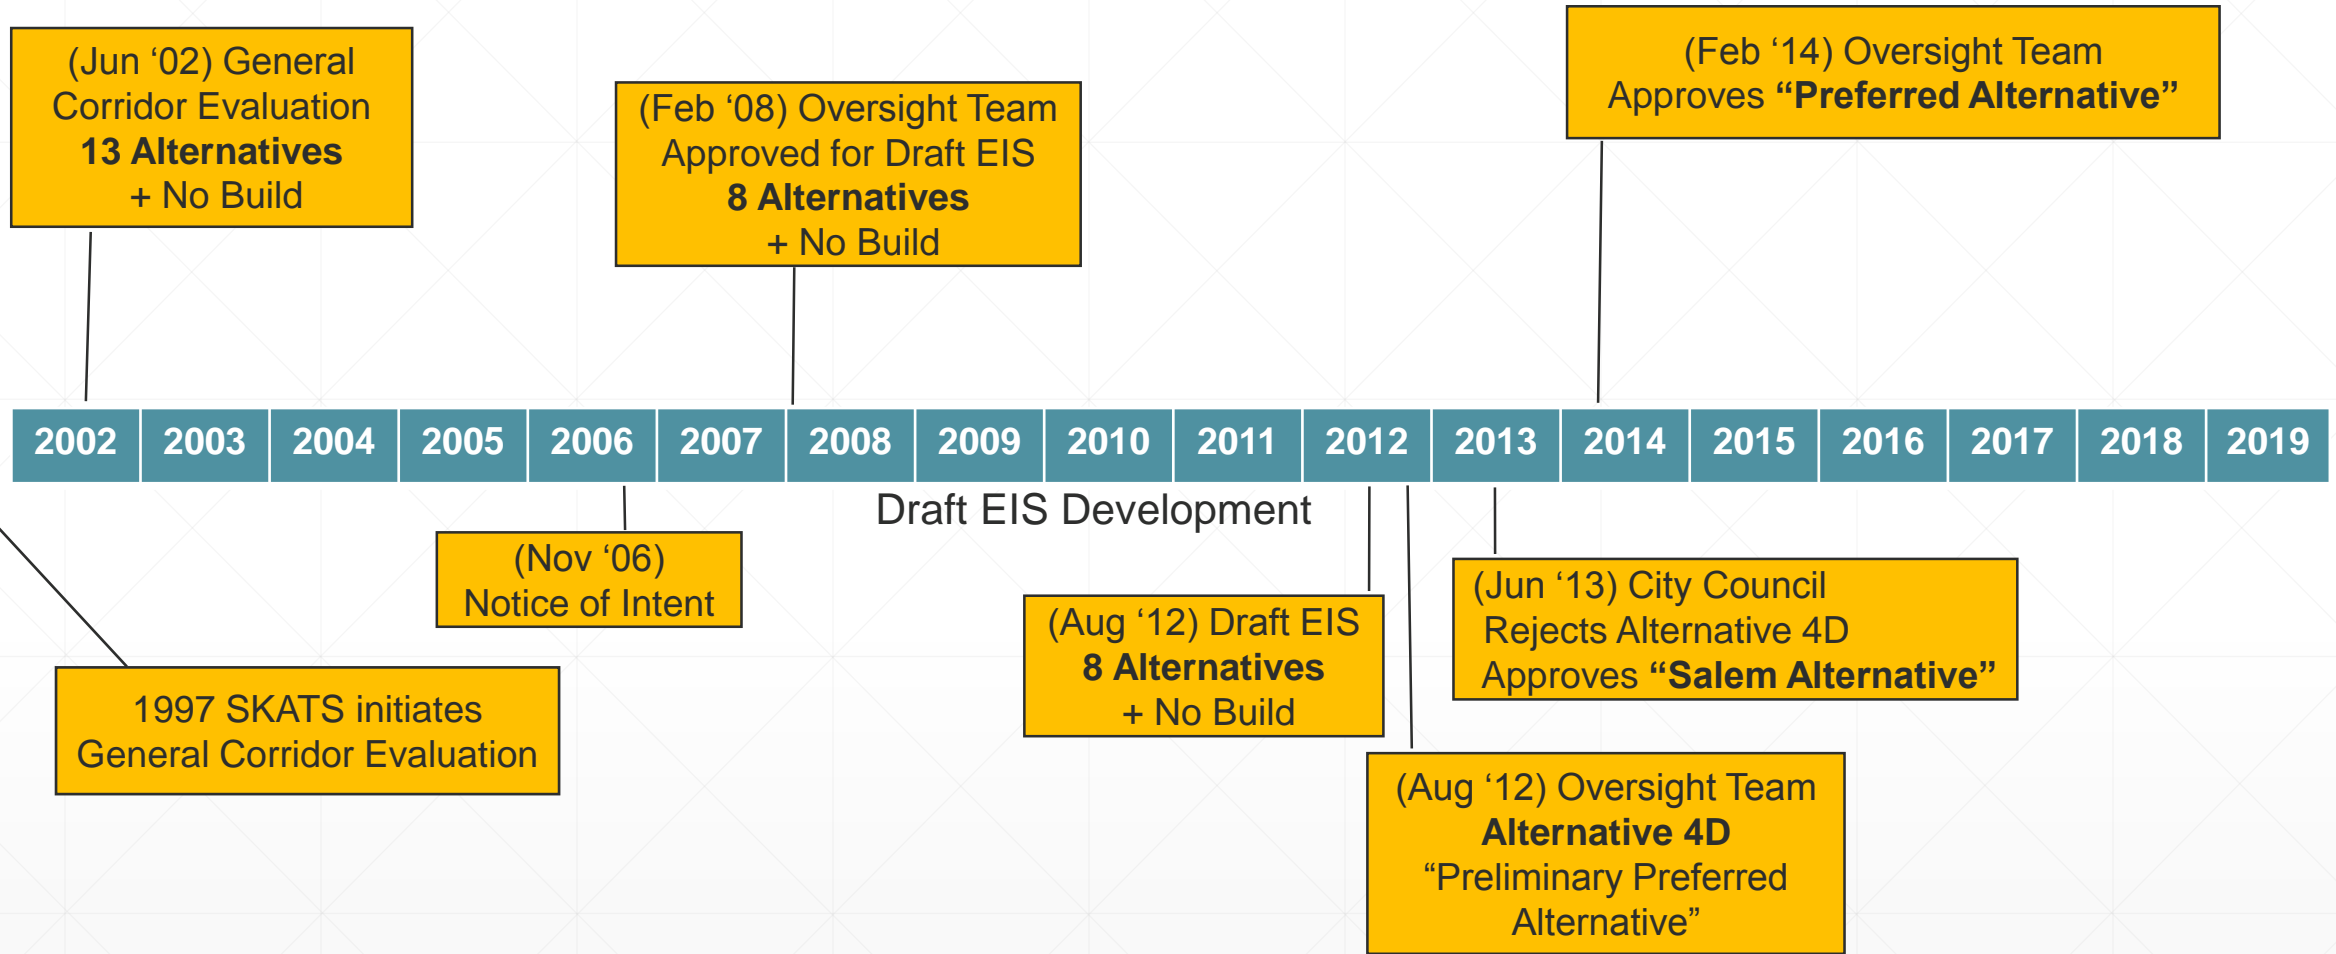 (Jun ‘02) General
Corridor Evaluation
13 Alternatives
+ No Build
(Feb ‘08) Oversight Team
Approved for Draft EIS
8 Alternatives
+ No Build
(Feb ‘14) Oversight Team
Approves “Preferred Alternative”
2002 2003 2004 2005 2006 2007 2008 2009 2010 2011 2012 2013 2014 2015 2016 2017 2018 2019
Draft EIS Development
(Nov ‘06)
Notice of Intent
1997 SKATS initiates
General Corridor Evaluation
(Aug ‘12) Draft EIS
8 Alternatives
+ No Build
(Jun ‘13) City Council
Rejects Alternative 4D
Approves “Salem Alternative”
(Aug ‘12) Oversight Team
Alternative 4D
“Preliminary Preferred
Alternative”